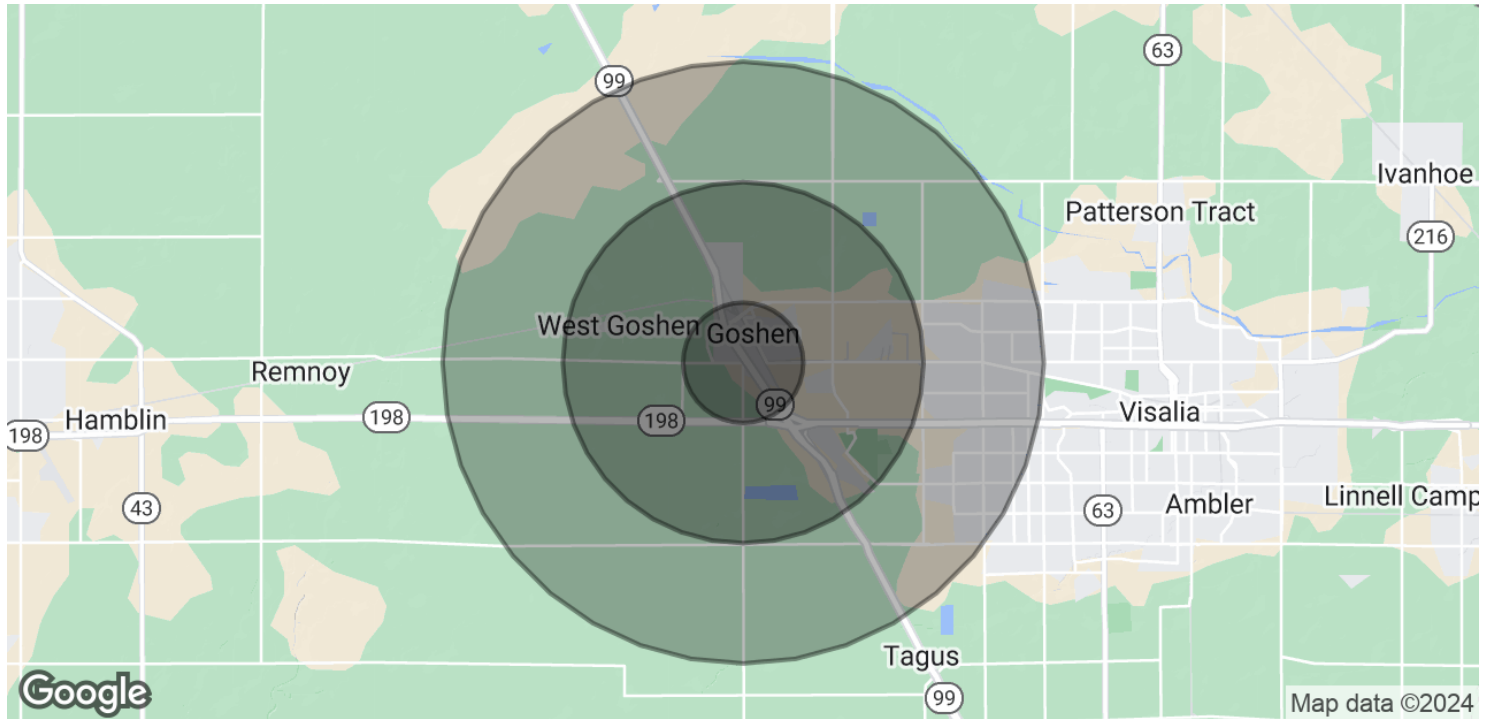 63
99
Ivanhoe
Patterson Tract
216
West Goshen
Goshen
Remnoy
99
Visalia
Hamblin
198
198
198
Linnell Camp
Ambler
43
63
Tagus
Google
99
Map data ©2024